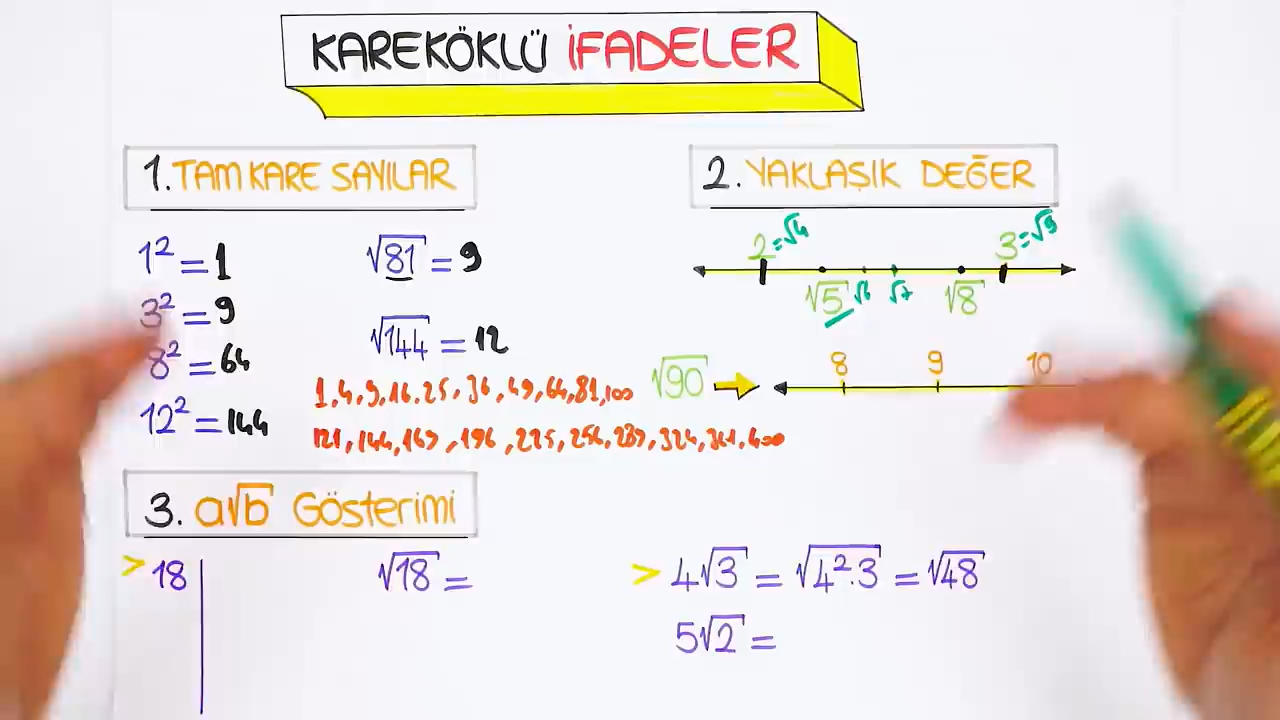 KAREKÖKLÜ İFADELER
1. TAM KARE SAYILAR
1² = 1
3² = 9
8² = 64
12² = 144
√81 = 9
√144 = 12
1,4,9,16,25,36,49,64,81,100
121,144,169,196,225,256,289,324,361,400
2. YAKLAŞIK DEĞER
2=√4 3=√9
√5 √6 √7 √8
√90 8 9 10
3. a√b Gösterimi
> 18
√18 =
> 4√3 = √4².3 = √48
5√2 =